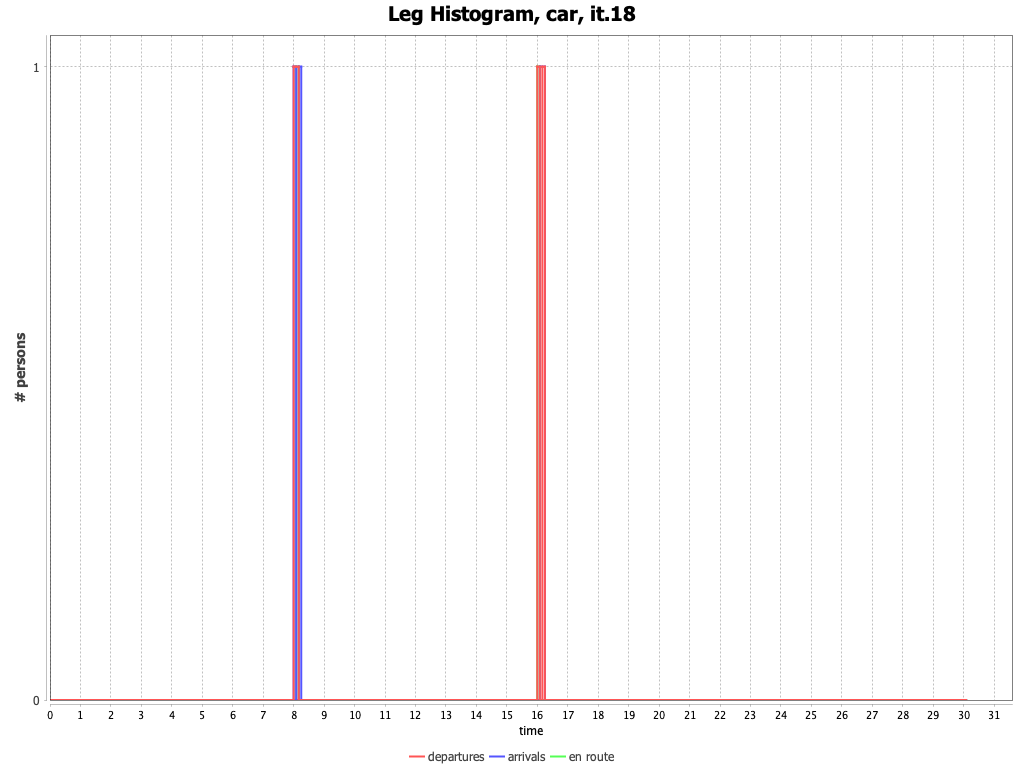 Leg Histogram, car, it.18
1
# persons
0
0 1 2 3 4 5 6 7 8 9 10 11 12 13 14 15 16 17 18 19 20 21 22 23 24 25 26 27 28 29 30 31
time
departures arrivals en route